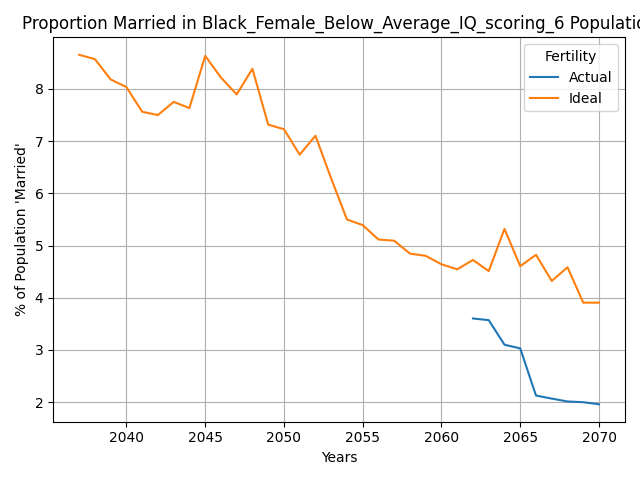 Proportion Married in Black_Female_Below_Average_IQ_scoring_6 Populatio
Fertility
Actual
Ideal
8
7
6
5
4
3
2
% of Population 'Married'
2040 2045 2050 2055 2060 2065 2070
Years